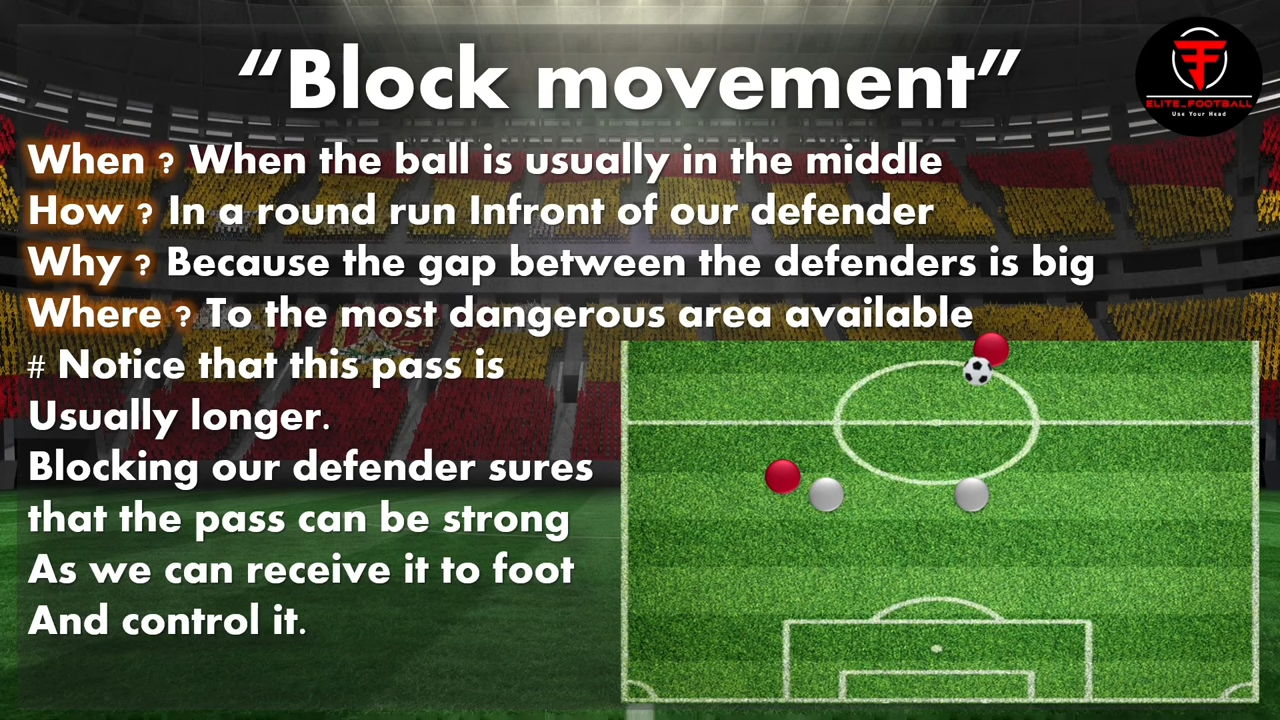 “Block movement”
ELITE_FOOTBALL
Use Your Head
When ? When the ball is usually in the middle
How ? In a round run Infront of our defender
Why ? Because the gap between the defenders is big
Where ? To the most dangerous area available
# Notice that this pass is
Usually longer.
Blocking our defender sures
that the pass can be strong
As we can receive it to foot
And control it.